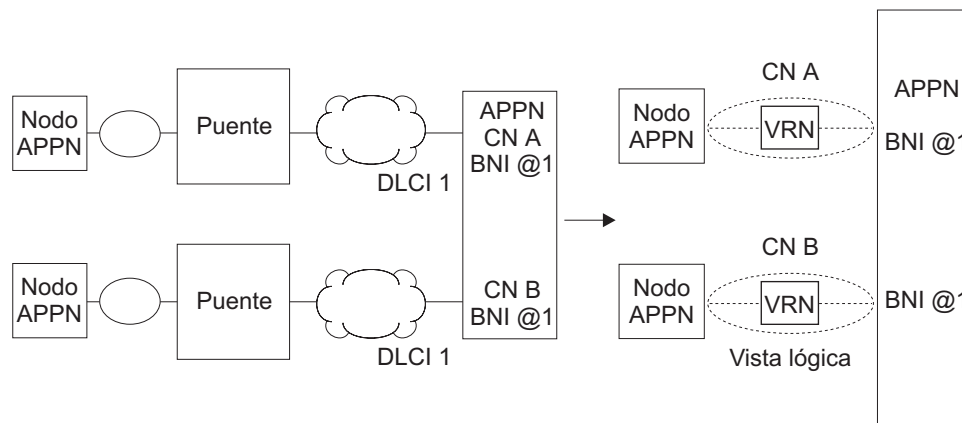 Nodo
APPN
Puente
DLCI 1
APPN
CN A
BNI @1
Nodo
APPN
Puente
DLCI 1
CN B
BNI @1
CN A
Nodo
APPN
VRN
APPN
BNI @1
CN B
Nodo
APPN
VRN
BNI @1
Vista lógica